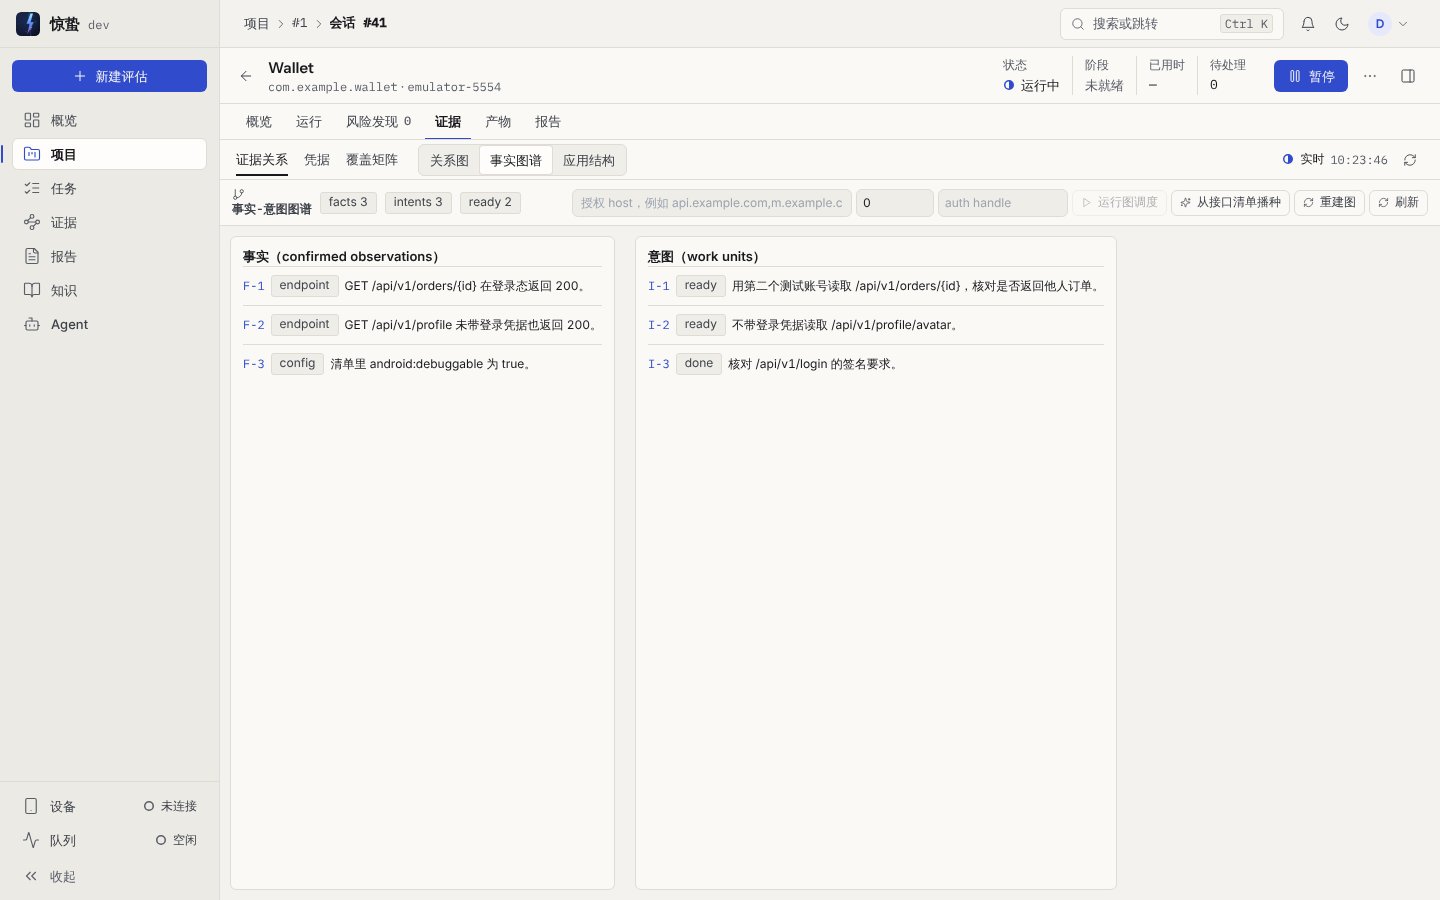 惊蛰 dev
项目 > #1 > 会话 #41
搜索或跳转 Ctrl K
D
新建评估
概览
项目
任务
证据
报告
知识
Agent
设备 未连接
队列 空闲
收起
Wallet
com.example.wallet · emulator-5554
状态 阶段 已用时 待处理
运行中 未就绪 — 0
暂停
概览 运行 风险发现 0 证据 产物 报告
证据关系 凭据 覆盖矩阵 关系图 事实图谱 应用结构
实时 10:23:46
事实-意图图谱 facts 3 intents 3 ready 2
授权 host，例如 api.example.com,m.example.c 0 auth handle 运行图调度 从接口清单播种 重建图 刷新
事实（confirmed observations）
F-1 endpoint GET /api/v1/orders/{id} 在登录态返回 200。
F-2 endpoint GET /api/v1/profile 未带登录凭据也返回 200。
F-3 config 清单里 android:debuggable 为 true。
意图（work units）
I-1 ready 用第二个测试账号读取 /api/v1/orders/{id}，核对是否返回他人订单。
I-2 ready 不带登录凭据读取 /api/v1/profile/avatar。
I-3 done 核对 /api/v1/login 的签名要求。